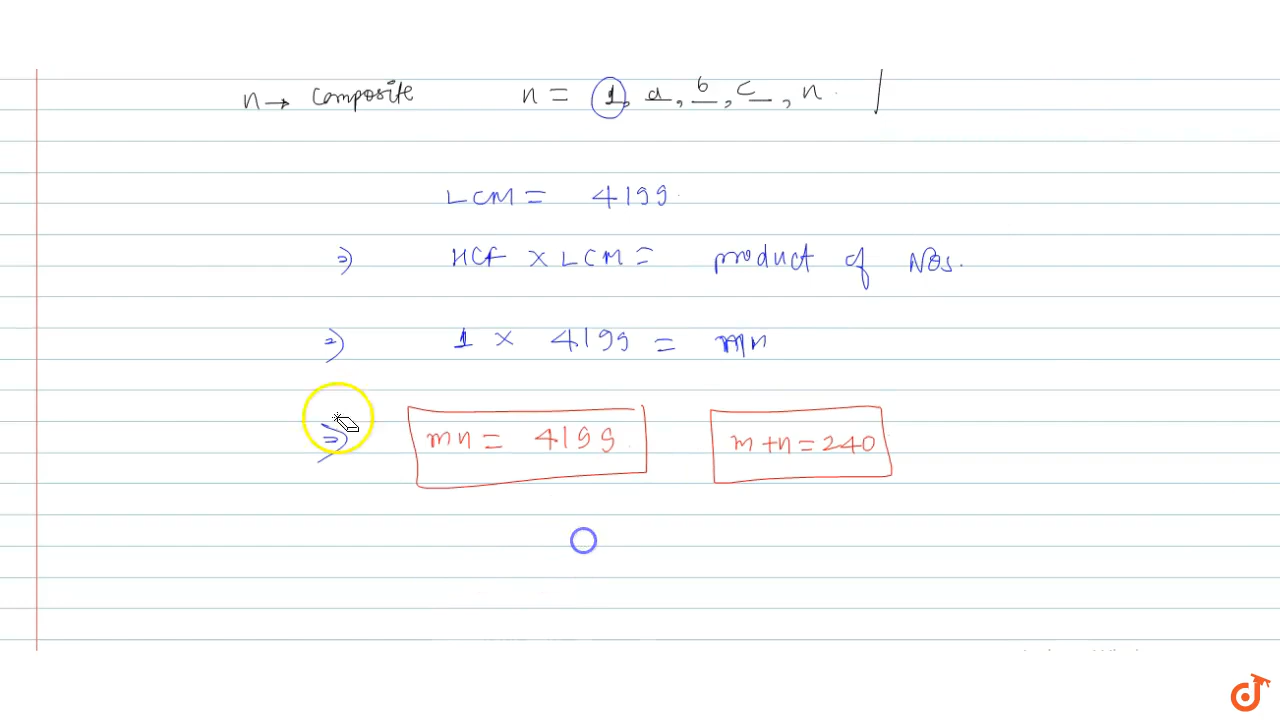 n → composite n = 1, a, b, c, n.
LCM = 4199
⇒ HCF × LCM = product of NOs.
⇒ 1 × 4199 = mn
⇒ mn = 4199 m+n=240